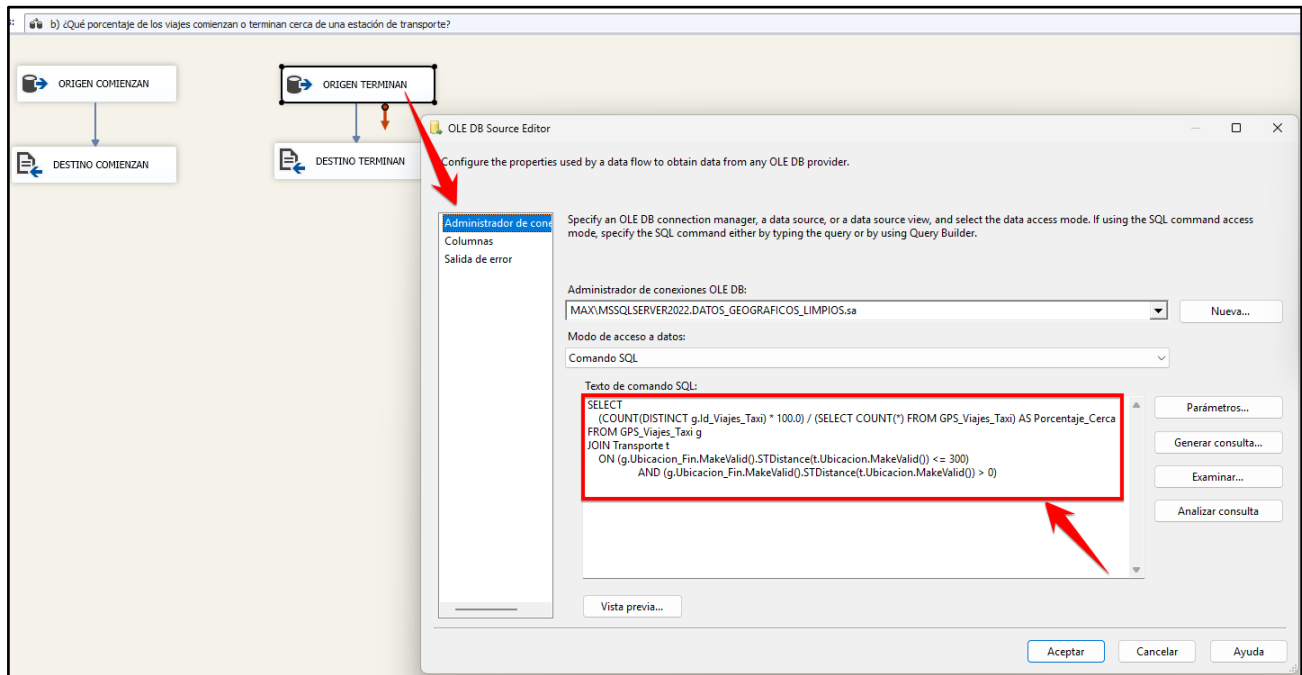 b) ¿Qué porcentaje de los viajes comienzan o terminan cerca de una estación de transporte?
ORIGEN COMIENZAN
ORIGEN TERMINAN
DESTINO COMIENZAN
DESTINO TERMINAN
OLE DB Source Editor
Configure the properties used by a data flow to obtain data from any OLE DB provider.
Administrador de cone
Columnas
Salida de error
Specify an OLE DB connection manager, a data source, or a data source view, and select the data access mode. If using the SQL command access
mode, specify the SQL command either by typing the query or by using Query Builder.
Administrador de conexiones OLE DB:
MAX\MSSQLSERVER2022.DATOS_GEOGRAFICOS_LIMPIOS.sa
Nueva...
Modo de acceso a datos:
Comando SQL
Texto de comando SQL:
SELECT
(COUNT(DISTINCT g.Id_Viajes_Taxi) * 100.0) / (SELECT COUNT(*) FROM GPS_Viajes_Taxi) AS Porcentaje_Cerca
FROM GPS_Viajes_Taxi g
JOIN Transporte t
ON (g.Ubicacion_Fin.MakeValid().STDistance(t.Ubicacion.MakeValid()) <= 300)
AND (g.Ubicacion_Fin.MakeValid().STDistance(t.Ubicacion.MakeValid()) > 0)
Parámetros...
Generar consulta...
Examinar...
Analizar consulta
Vista previa...
Aceptar
Cancelar
Ayuda